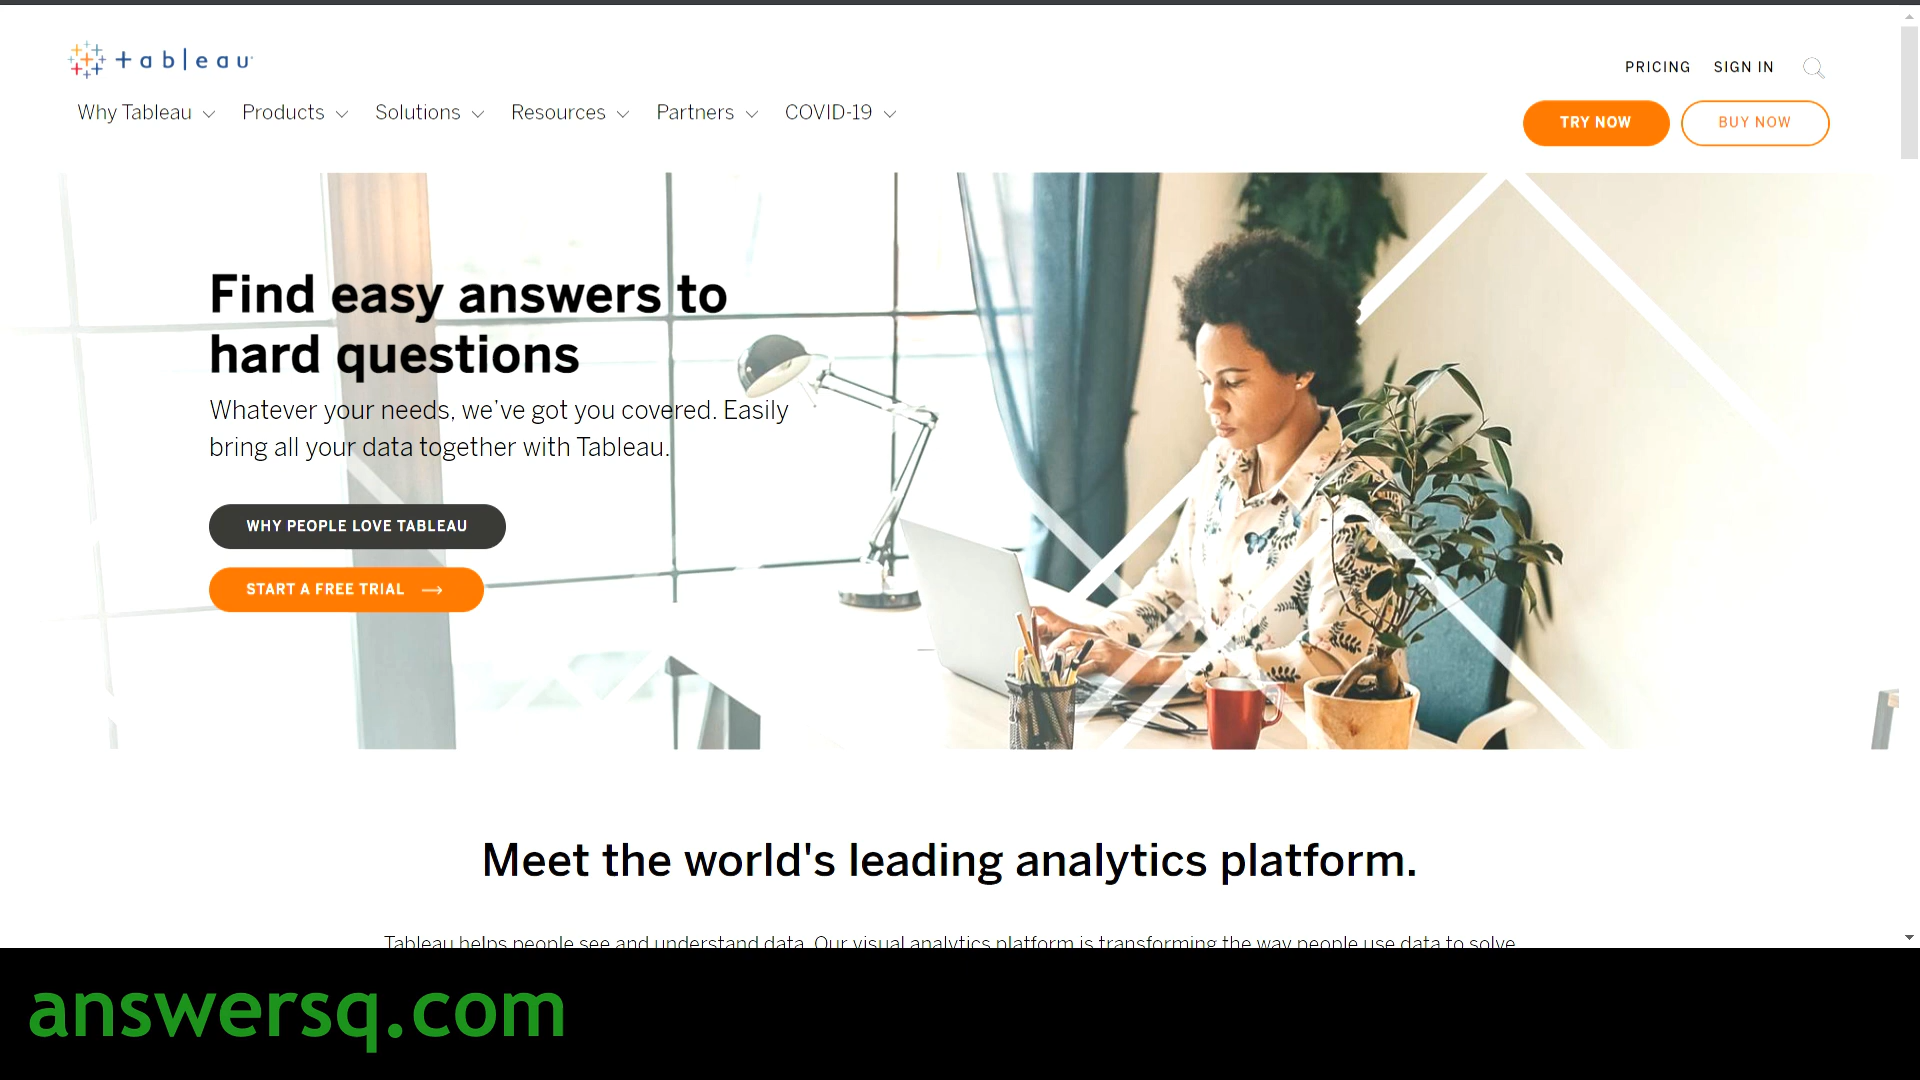 tableau
PRICING SIGN IN
Why Tableau Products Solutions Resources Partners COVID-19
TRY NOW BUY NOW
Find easy answers to
hard questions
Whatever your needs, we've got you covered. Easily
bring all your data together with Tableau.
WHY PEOPLE LOVE TABLEAU
START A FREE TRIAL →
Meet the world's leading analytics platform.
Tableau helps people see and understand data. Our visual analytics platform is transforming the way people use data to solve
answersq.com